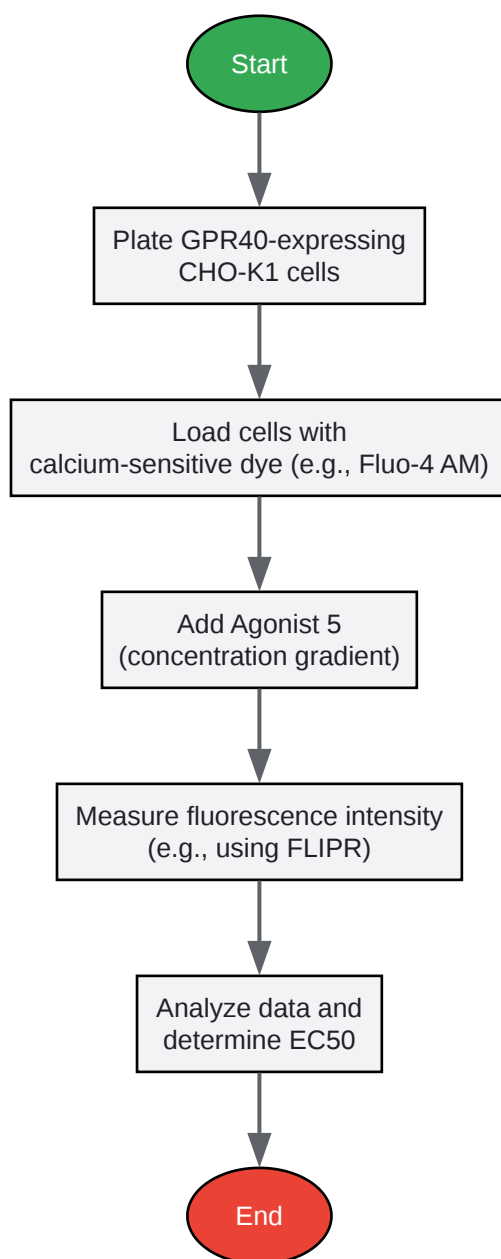 Start
Plate GPR40-expressing
CHO-K1 cells
Load cells with
calcium-sensitive dye (e.g., Fluo-4 AM)
Add Agonist 5
(concentration gradient)
Measure fluorescence intensity
(e.g., using FLIPR)
Analyze data and
determine EC50
End